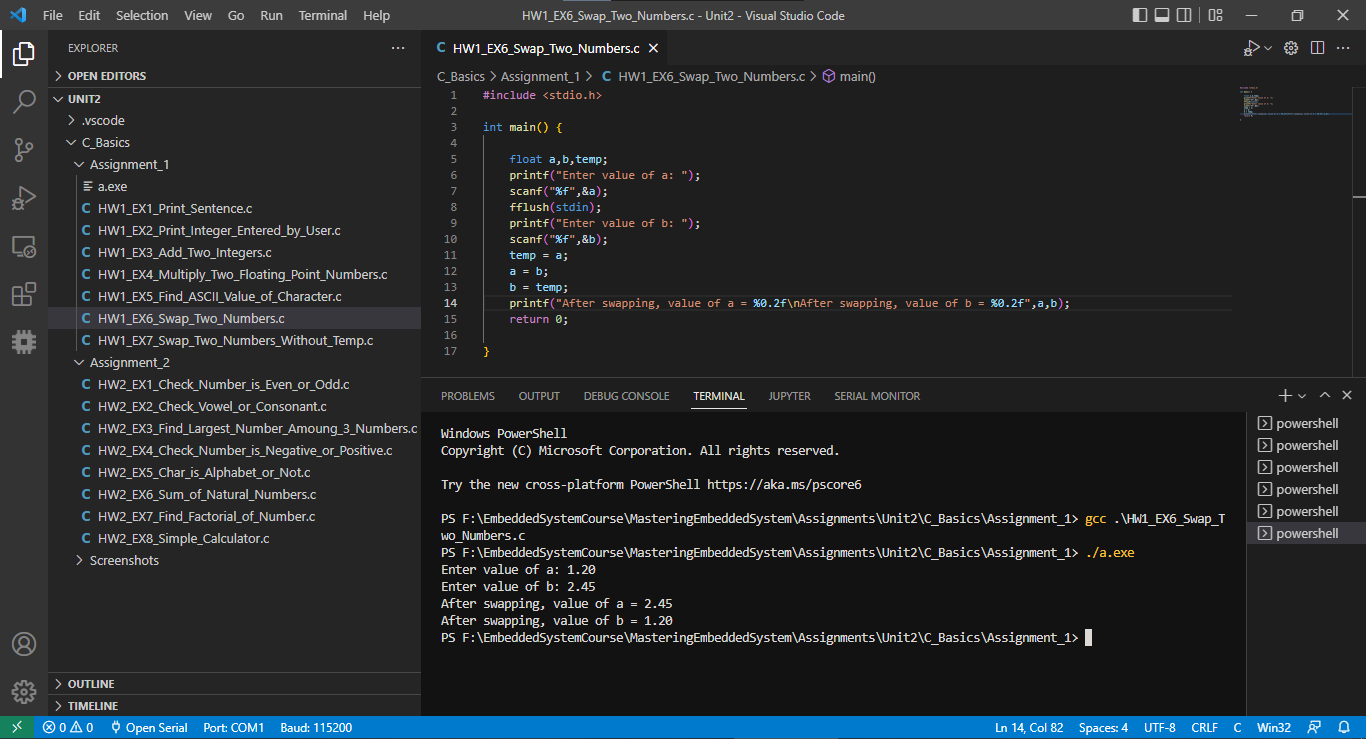 File Edit Selection View Go Run Terminal Help HW1_EX6_Swap_Two_Numbers.c - Unit2 - Visual Studio Code
EXPLORER
OPEN EDITORS
UNIT2
.vscode
C_Basics
Assignment_1
a.exe
HW1_EX1_Print_Sentence.c
HW1_EX2_Print_Integer_Entered_by_User.c
HW1_EX3_Add_Two_Integers.c
HW1_EX4_Multiply_Two_Floating_Point_Numbers.c
HW1_EX5_Find_ASCII_Value_of_Character.c
HW1_EX6_Swap_Two_Numbers.c
HW1_EX7_Swap_Two_Numbers_Without_Temp.c
Assignment_2
HW2_EX1_Check_Number_is_Even_or_Odd.c
HW2_EX2_Check_Vowel_or_Consonant.c
HW2_EX3_Find_Largest_Number_Amoung_3_Numbers.c
HW2_EX4_Check_Number_is_Negative_or_Positive.c
HW2_EX5_Char_is_Alphabet_or_Not.c
HW2_EX6_Sum_of_Natural_Numbers.c
HW2_EX7_Find_Factorial_of_Number.c
HW2_EX8_Simple_Calculator.c
Screenshots
OUTLINE
TIMELINE
C HW1_EX6_Swap_Two_Numbers.c
C_Basics > Assignment_1 > C HW1_EX6_Swap_Two_Numbers.c > main()
1 #include <stdio.h>
2
3 int main() {
4
5 float a,b,temp;
6 printf("Enter value of a: ");
7 scanf("%f",&a);
8 fflush(stdin);
9 printf("Enter value of b: ");
10 scanf("%f",&b);
11 temp = a;
12 a = b;
13 b = temp;
14 printf("After swapping, value of a = %0.2f\nAfter swapping, value of b = %0.2f",a,b);
15 return 0;
16
17 }
PROBLEMS OUTPUT DEBUG CONSOLE TERMINAL JUPYTER SERIAL MONITOR
Windows PowerShell
Copyright (C) Microsoft Corporation. All rights reserved.
Try the new cross-platform PowerShell https://aka.ms/pscore6
PS F:\EmbeddedSystemCourse\MasteringEmbeddedSystem\Assignments\Unit2\C_Basics\Assignment_1> gcc .\HW1_EX6_Swap_T
wo_Numbers.c
PS F:\EmbeddedSystemCourse\MasteringEmbeddedSystem\Assignments\Unit2\C_Basics\Assignment_1> ./a.exe
Enter value of a: 1.20
Enter value of b: 2.45
After swapping, value of a = 2.45
After swapping, value of b = 1.20
PS F:\EmbeddedSystemCourse\MasteringEmbeddedSystem\Assignments\Unit2\C_Basics\Assignment_1>
powershell
powershell
powershell
powershell
powershell
powershell
0 0 Open Serial Port: COM1 Baud: 115200 Ln 14, Col 82 Spaces: 4 UTF-8 CRLF C Win32